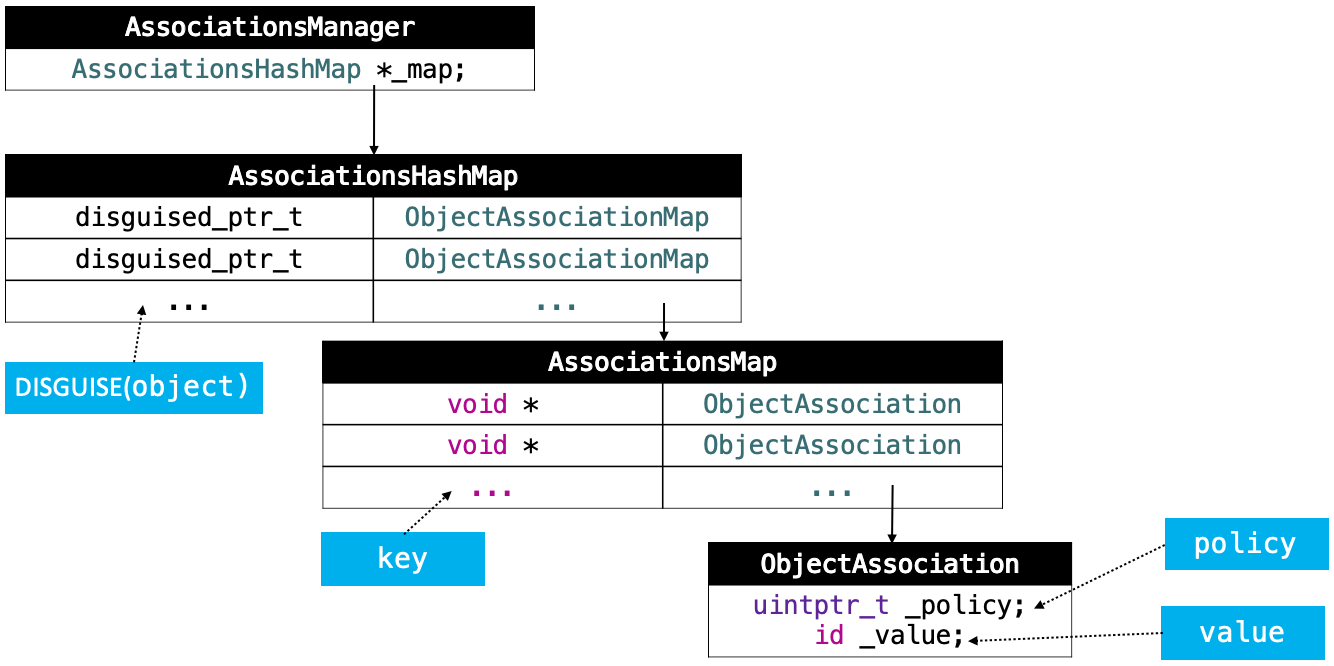 AssociationsManager
AssociationsHashMap *_map;
AssociationsHashMap
disguised_ptr_t ObjectAssociationMap
disguised_ptr_t ObjectAssociationMap
... ...
DISGUISE(object)
AssociationsMap
void * ObjectAssociation
void * ObjectAssociation
... ...
key
ObjectAssociation
policy
uintptr_t _policy;
id _value;
value